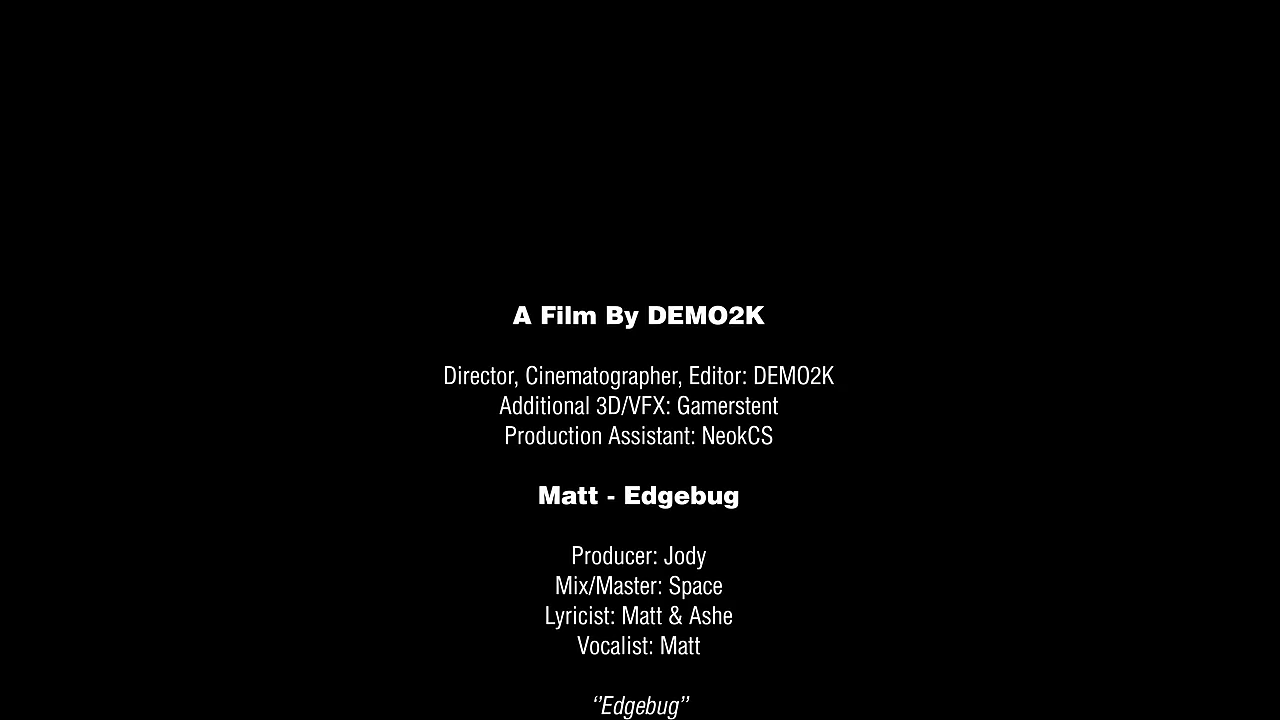 A Film By DEMO2K
Director, Cinematographer, Editor: DEMO2K
Additional 3D/VFX: Gamerstent
Production Assistant: NeokCS
Matt - Edgebug
Producer: Jody
Mix/Master: Space
Lyricist: Matt & Ashe
Vocalist: Matt
‘’Edgebug’’